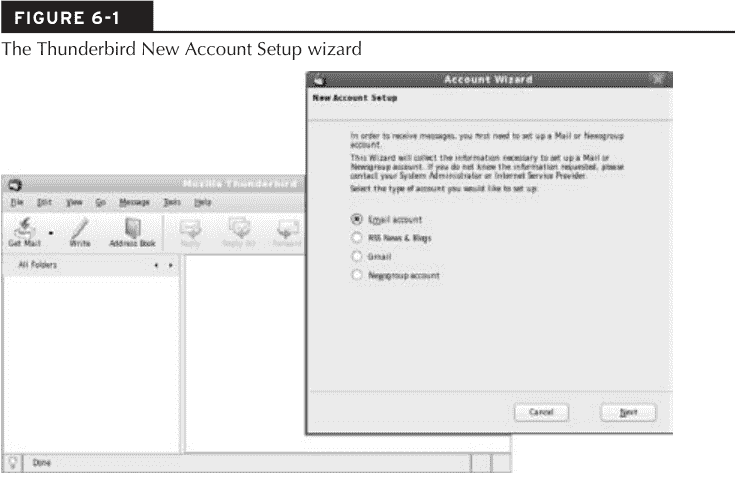 FIGURE 6-1
The Thunderbird New Account Setup wizard
Account Wizard
New Account Setup
In order to receive messages, you first need to set up a Mail or Newsgroup
account.
This Wizard will collect the information necessary to set up a Mail or
Newsgroup account. If you do not know the information requested, please
contact your System Administrator or Internet Service Provider.
Select the type of account you would like to set up:
Email account
RSS News & Blogs
Gmail
Newsgroup account
Cancel Next
Mozilla Thunderbird
File Edit View Go Message Tools Help
Get Mail Write Address Book Reply Reply All Forward
All Folders
Done